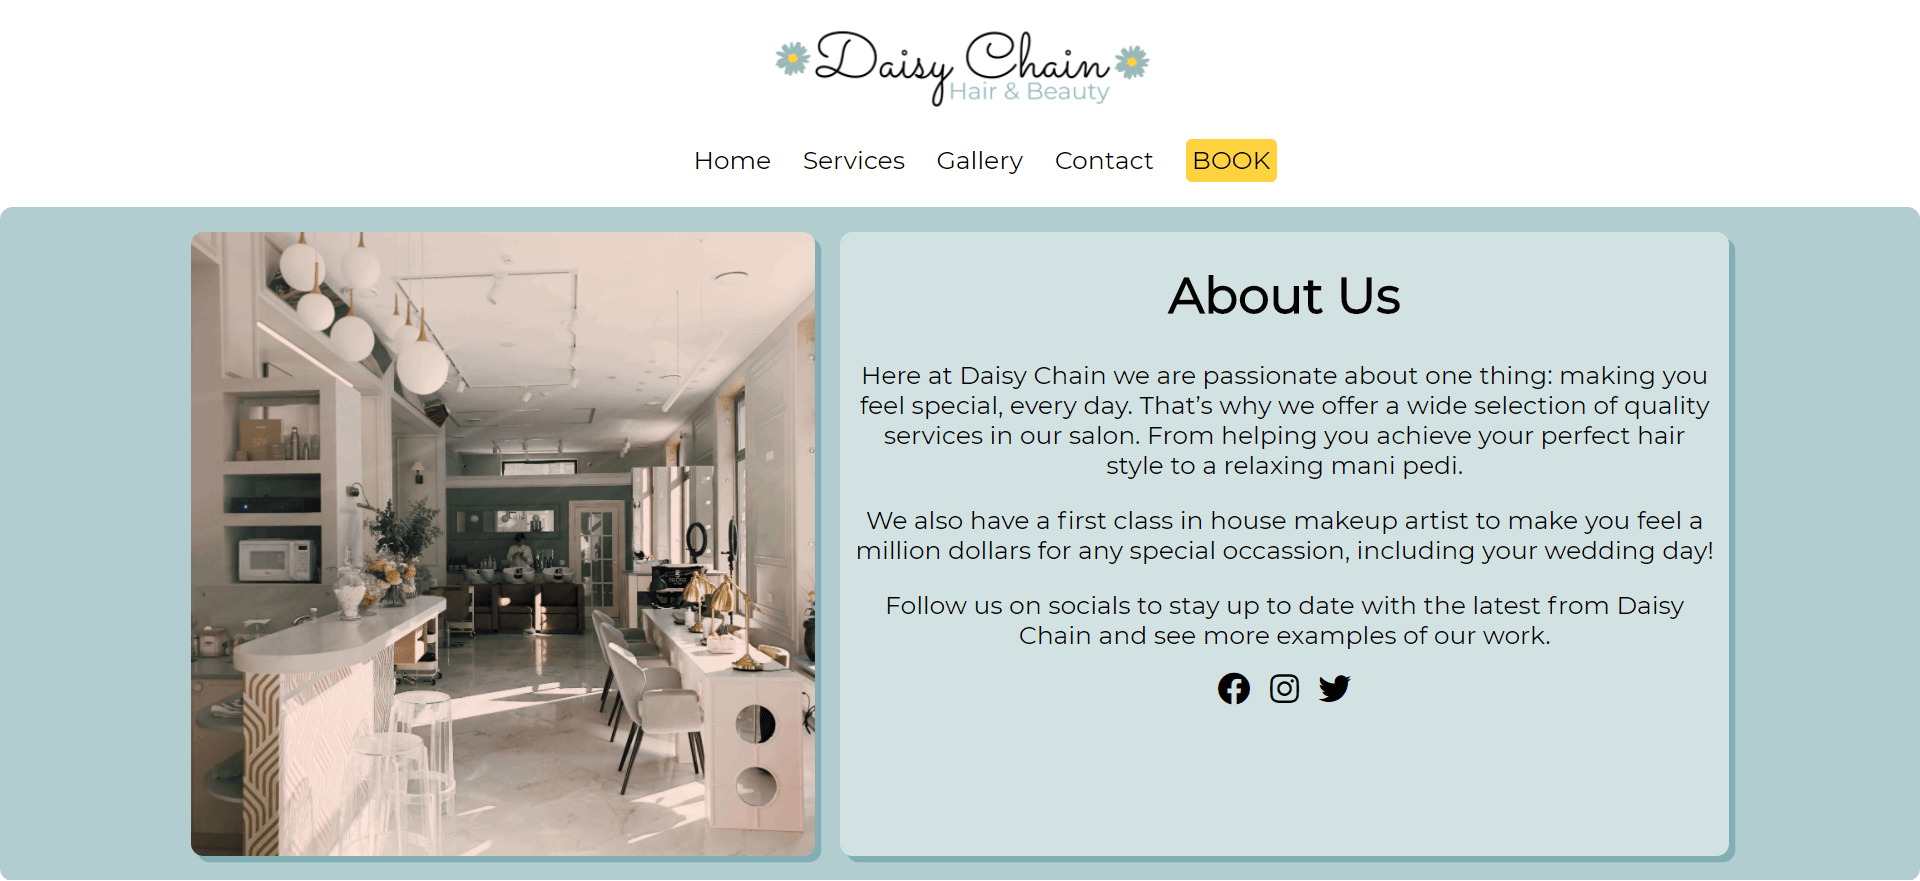 Daisy Chain
Hair & Beauty
Home Services Gallery Contact BOOK
About Us
Here at Daisy Chain we are passionate about one thing: making you
feel special, every day. That’s why we offer a wide selection of quality
services in our salon. From helping you achieve your perfect hair
style to a relaxing mani pedi.
We also have a first class in house makeup artist to make you feel a
million dollars for any special occassion, including your wedding day!
Follow us on socials to stay up to date with the latest from Daisy
Chain and see more examples of our work.
SPA